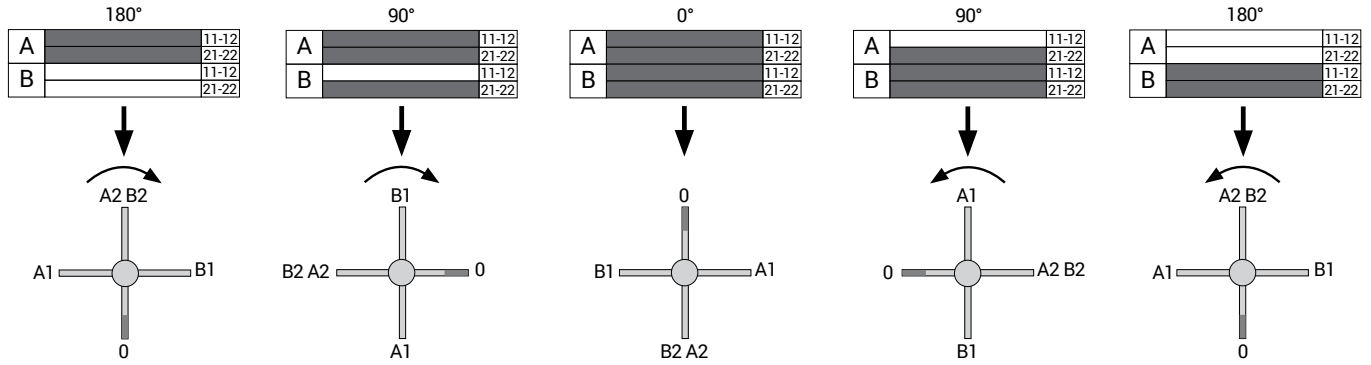 180° 90° 0° 90° 180°
A 11-12 A 11-12 A 11-12 A 11-12 A 11-12
21-22 21-22 21-22 21-22 21-22
B 11-12 B 11-12 B 11-12 B 11-12 B 11-12
21-22 21-22 21-22 21-22 21-22
A2 B2 B1 0 A1 A2 B2
A1 B1 B2 A2 0 B1 A1 0 A2 B2 A1 B1
0 A1 B2 A2 B1 0